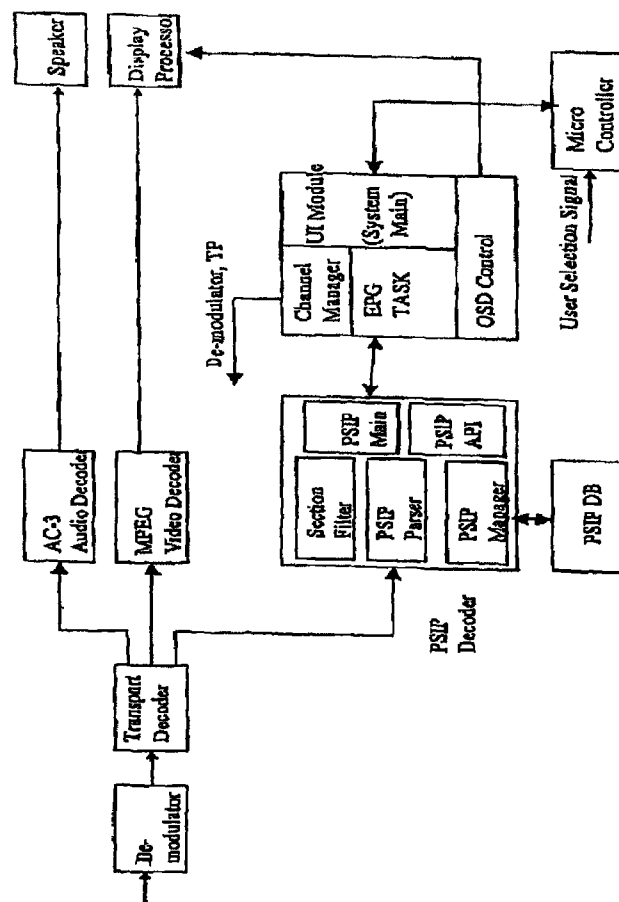 De-
modulator
Transport
Decoder
AC-3
Audio Decoder
MPEG
Video Decoder
Speaker
Display
Processor
PSIP
Decoder
Section
Filter
PSIP
Parser
PSIP
Manager
PSIP
Main
PSIP
API
PSIP DB
De-modulator, TP
Channel
Manager
EPG
TASK
UI Module
(System
Main)
OSD Control
User Selection Signal
Micro
Controller